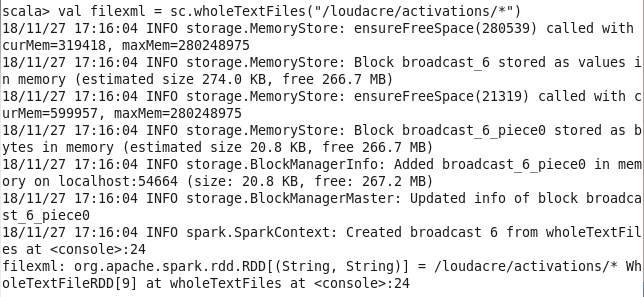 scala> val filexml = sc.wholeTextFiles("/loudacre/activations/*")
18/11/27 17:16:04 INFO storage.MemoryStore: ensureFreeSpace(280539) called with
curMem=319418, maxMem=280248975
18/11/27 17:16:04 INFO storage.MemoryStore: Block broadcast_6 stored as values i
n memory (estimated size 274.0 KB, free 266.7 MB)
18/11/27 17:16:04 INFO storage.MemoryStore: ensureFreeSpace(21319) called with c
urMem=599957, maxMem=280248975
18/11/27 17:16:04 INFO storage.MemoryStore: Block broadcast_6_piece0 stored as b
ytes in memory (estimated size 20.8 KB, free 266.7 MB)
18/11/27 17:16:04 INFO storage.BlockManagerInfo: Added broadcast_6_piece0 in mem
ory on localhost:54664 (size: 20.8 KB, free: 267.2 MB)
18/11/27 17:16:04 INFO storage.BlockManagerMaster: Updated info of block broadca
st_6_piece0
18/11/27 17:16:04 INFO spark.SparkContext: Created broadcast 6 from wholeTextFil
es at <console>:24
filexml: org.apache.spark.rdd.RDD[(String, String)] = /loudacre/activations/* Wh
oleTextFileRDD[9] at wholeTextFiles at <console>:24